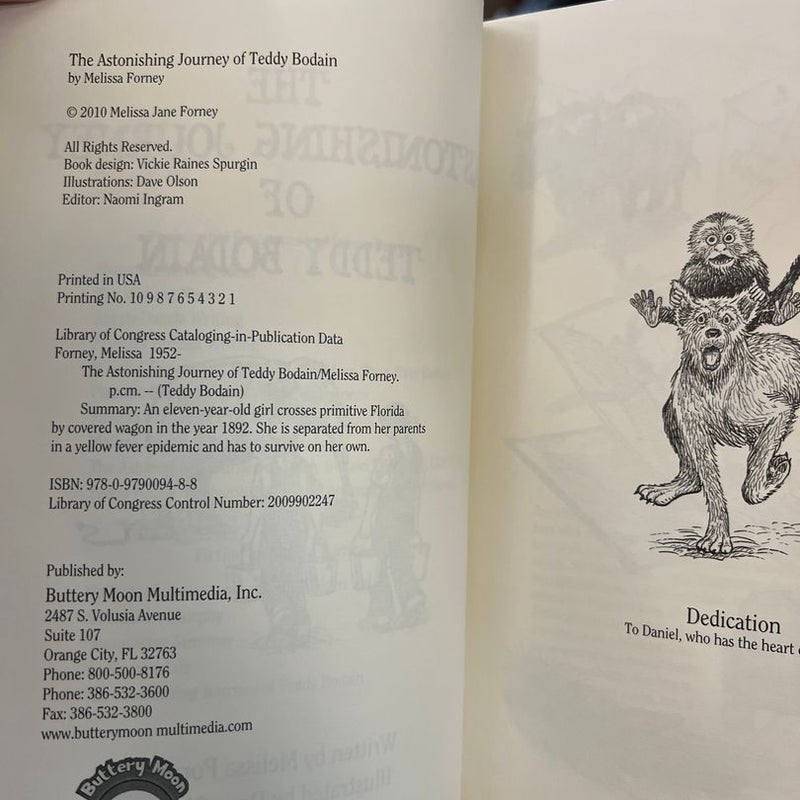 The Astonishing Journey of Teddy Bodain
by Melissa Forney
© 2010 Melissa Jane Forney
All Rights Reserved.
Book design: Vickie Raines Spurgin
Illustrations: Dave Olson
Editor: Naomi Ingram
Printed in USA
Printing No. 10 9 8 7 6 5 4 3 2 1
Library of Congress Cataloging-in-Publication Data
Forney, Melissa 1952-
The Astonishing Journey of Teddy Bodain/Melissa Forney.
p.cm. -- (Teddy Bodain)
Summary: An eleven-year-old girl crosses primitive Florida
by covered wagon in the year 1892. She is separated from her parents
in a yellow fever epidemic and has to survive on her own.
ISBN: 978-0-9790094-8-8
Library of Congress Control Number: 2009902247
Published by:
Buttery Moon Multimedia, Inc.
2487 S. Volusia Avenue
Suite 107
Orange City, FL 32763
Phone: 800-500-8176
Phone: 386-532-3600
Fax: 386-532-3800
www.butterymoon multimedia.com
Buttery Moon
Dedication
To Daniel, who has the heart